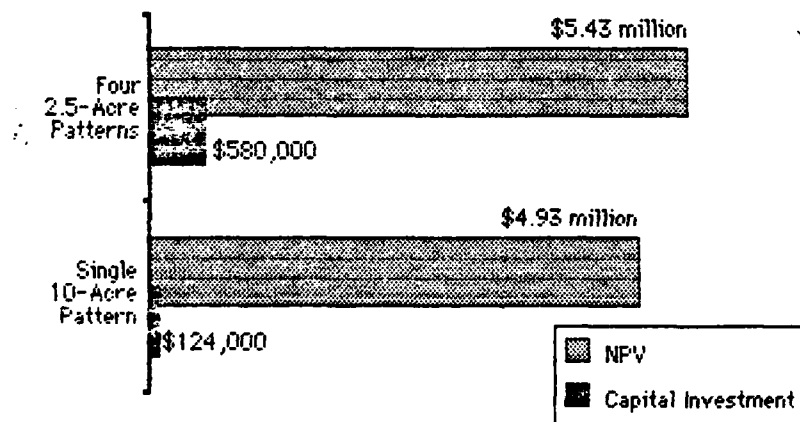 $5.43 million
Four
2.5-Acre
Patterns
$580,000
$4.93 million
Single
10-Acre
Pattern
$124,000
NPV
Capital Investment